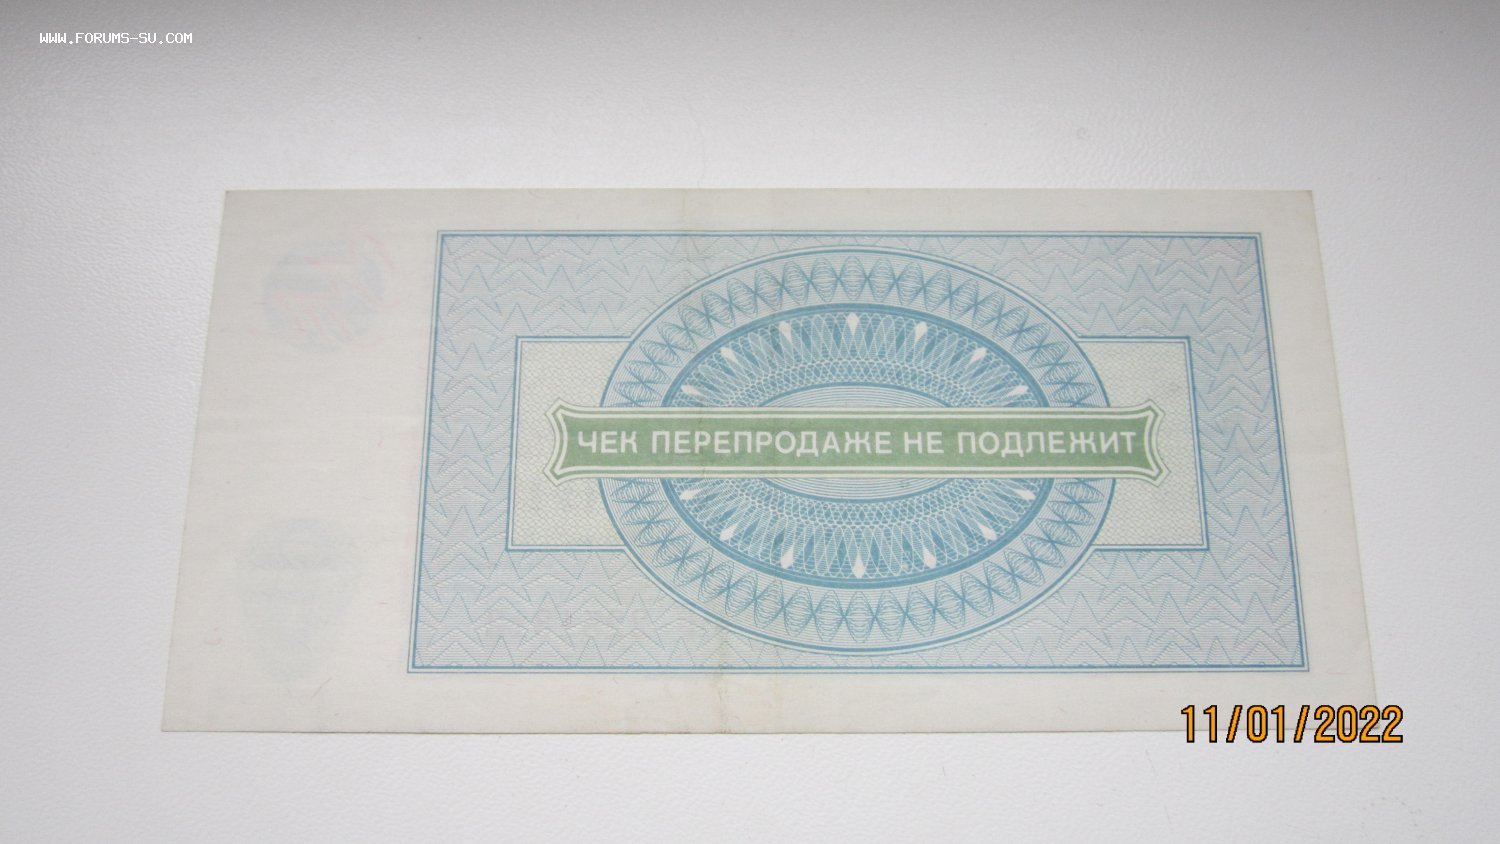 WWW.FORUMS-SU.COM
ЧЕК ПЕРЕПРОДАЖЕ НЕ ПОДЛЕЖИТ
11/01/2022